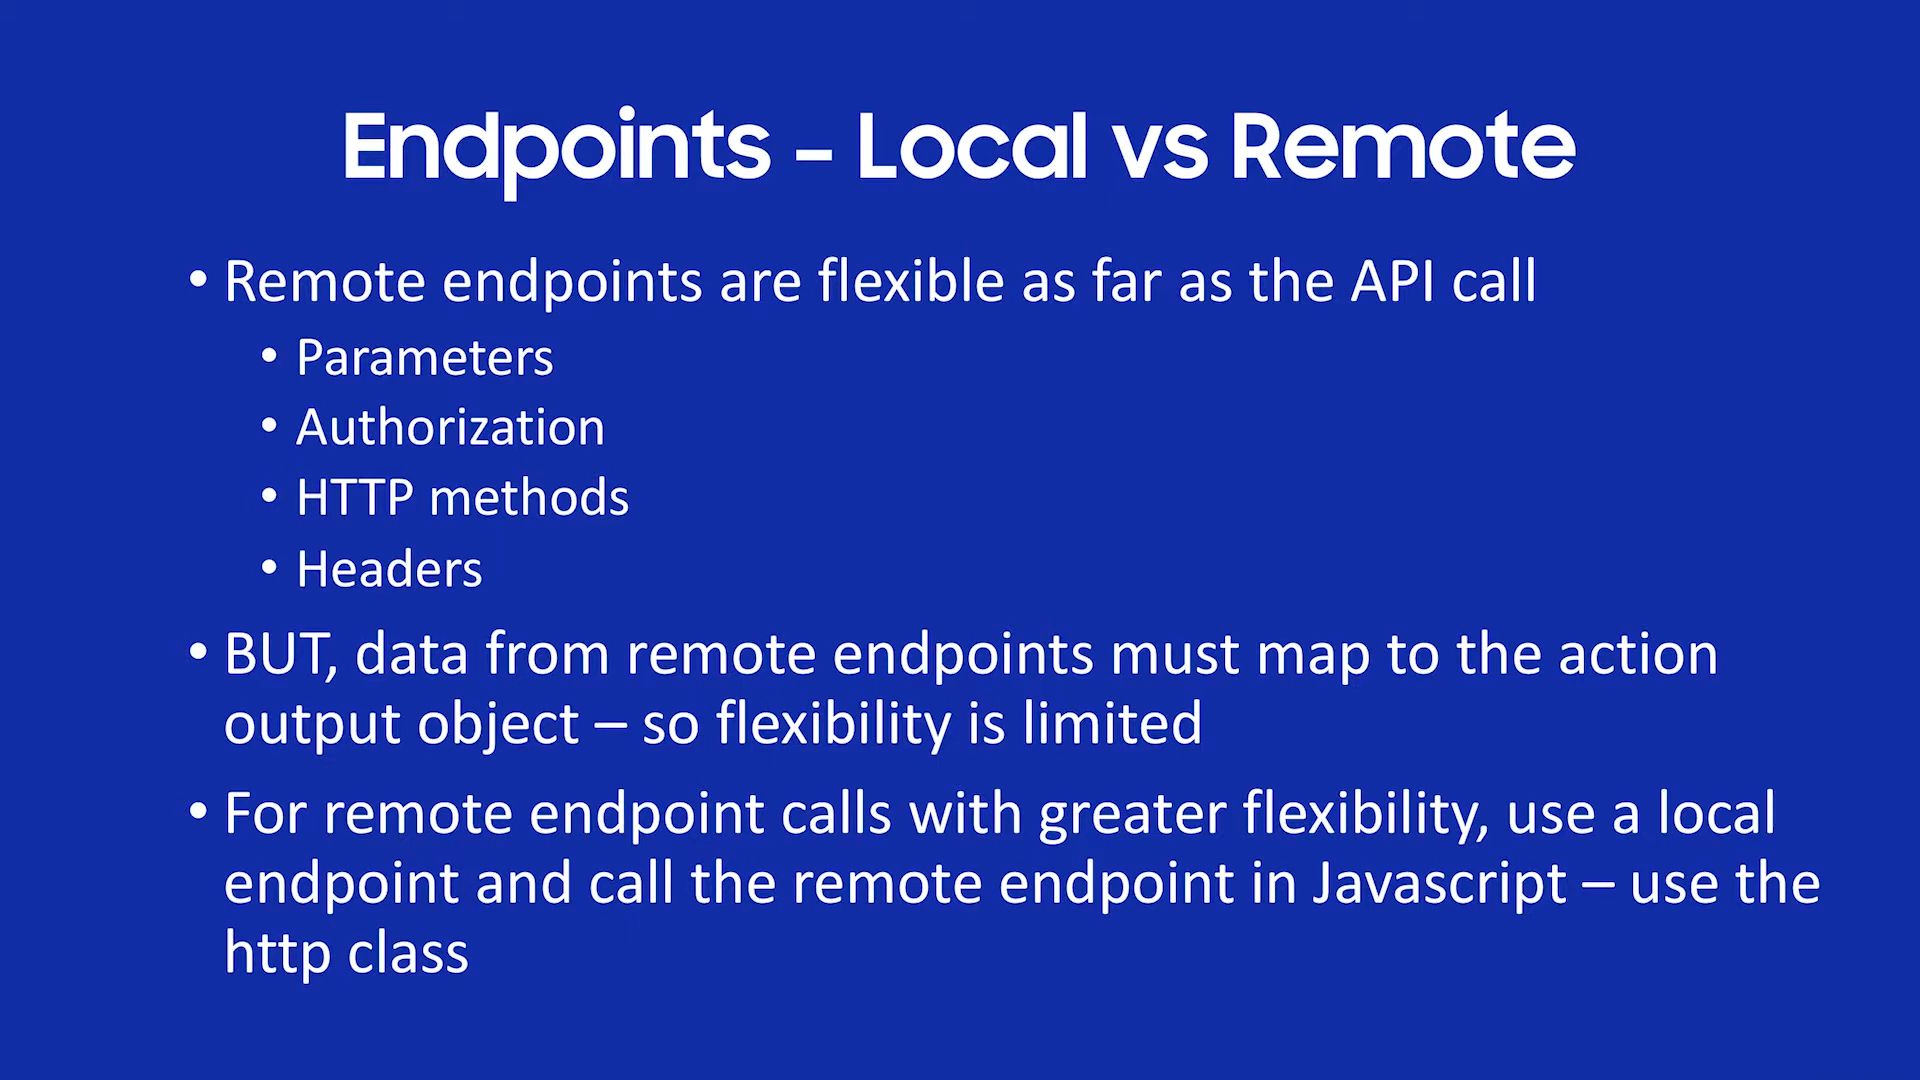 Endpoints – Local vs Remote
• Remote endpoints are flexible as far as the API call
• Parameters
• Authorization
• HTTP methods
• Headers
• BUT, data from remote endpoints must map to the action
output object – so flexibility is limited
• For remote endpoint calls with greater flexibility, use a local
endpoint and call the remote endpoint in Javascript – use the
http class